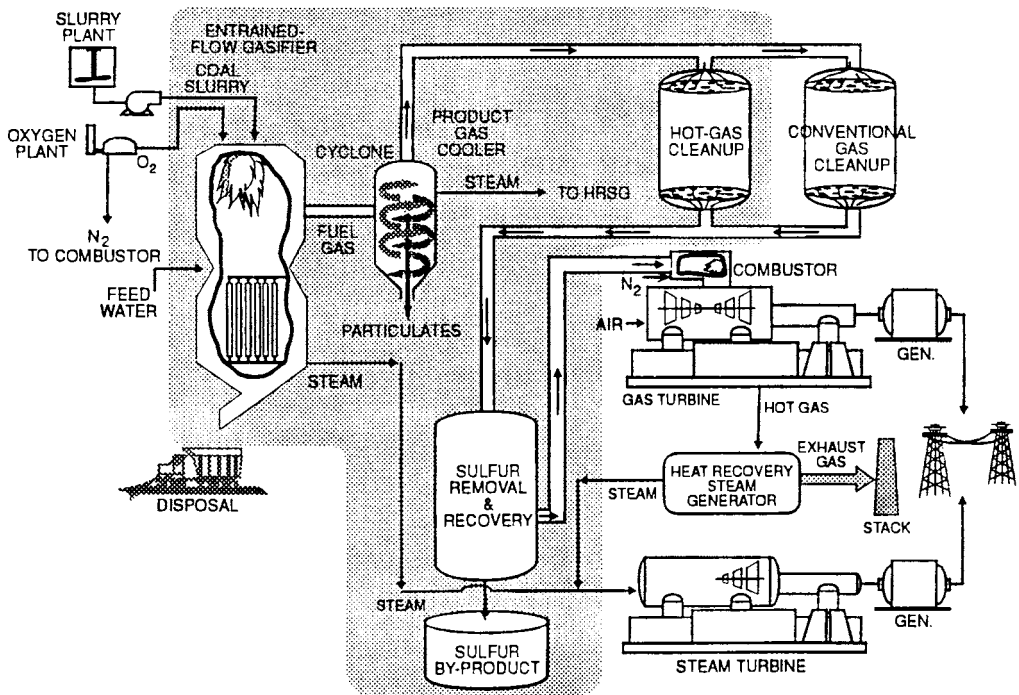 SLURRY
PLANT
ENTRAINED-
FLOW GASIFIER
COAL
SLURRY
OXYGEN
PLANT
O2
N2
TO COMBUSTOR
FEED
WATER
CYCLONE
PRODUCT
GAS
COOLER
STEAM
TO HRSG
FUEL
GAS
PARTICULATES
HOT-GAS
CLEANUP
CONVENTIONAL
GAS
CLEANUP
COMBUSTOR
N2
AIR
GEN.
GAS TURBINE
HOT GAS
STEAM
DISPOSAL
SULFUR
REMOVAL
&
RECOVERY
STEAM
HEAT RECOVERY
STEAM
GENERATOR
EXHAUST
GAS
STACK
STEAM
SULFUR
BY-PRODUCT
GEN.
STEAM TURBINE